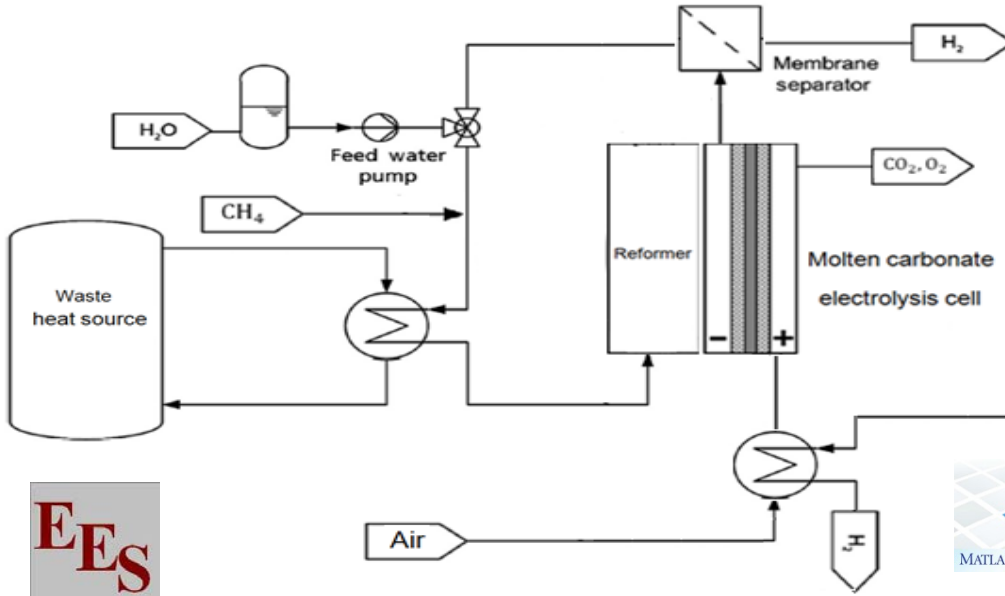 H₂
Membrane
separator
H₂O
Feed water
pump
CO₂, O₂
CH₄
Reformer
Molten carbonate
electrolysis cell
Waste
heat source
- +
Air
H₂
EES
MATLA